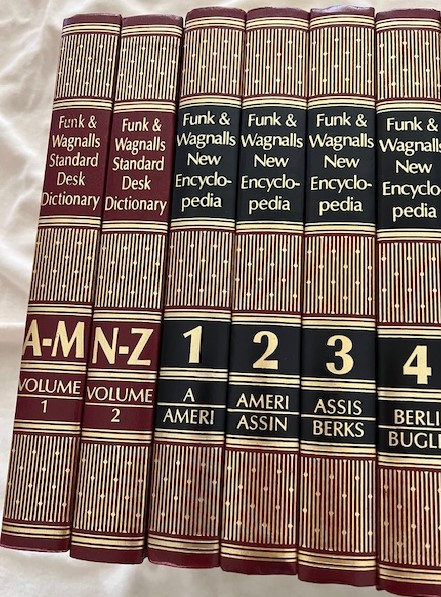 Funk &
Wagnalls
Standard
Desk
Dictionary
A-M
VOLUME
1
Funk &
Wagnalls
Standard
Desk
Dictionary
N-Z
VOLUME
2
Funk &
Wagnalls
New
Encyclo-
pedia
1
A
AMERI
Funk &
Wagnalls
New
Encyclo-
pedia
2
AMERI
ASSIN
Funk &
Wagnalls
New
Encyclo-
pedia
3
ASSIS
BERKS
Funk &
Wagnalls
New
Encyclo-
pedia
4
BERLI
BUGL